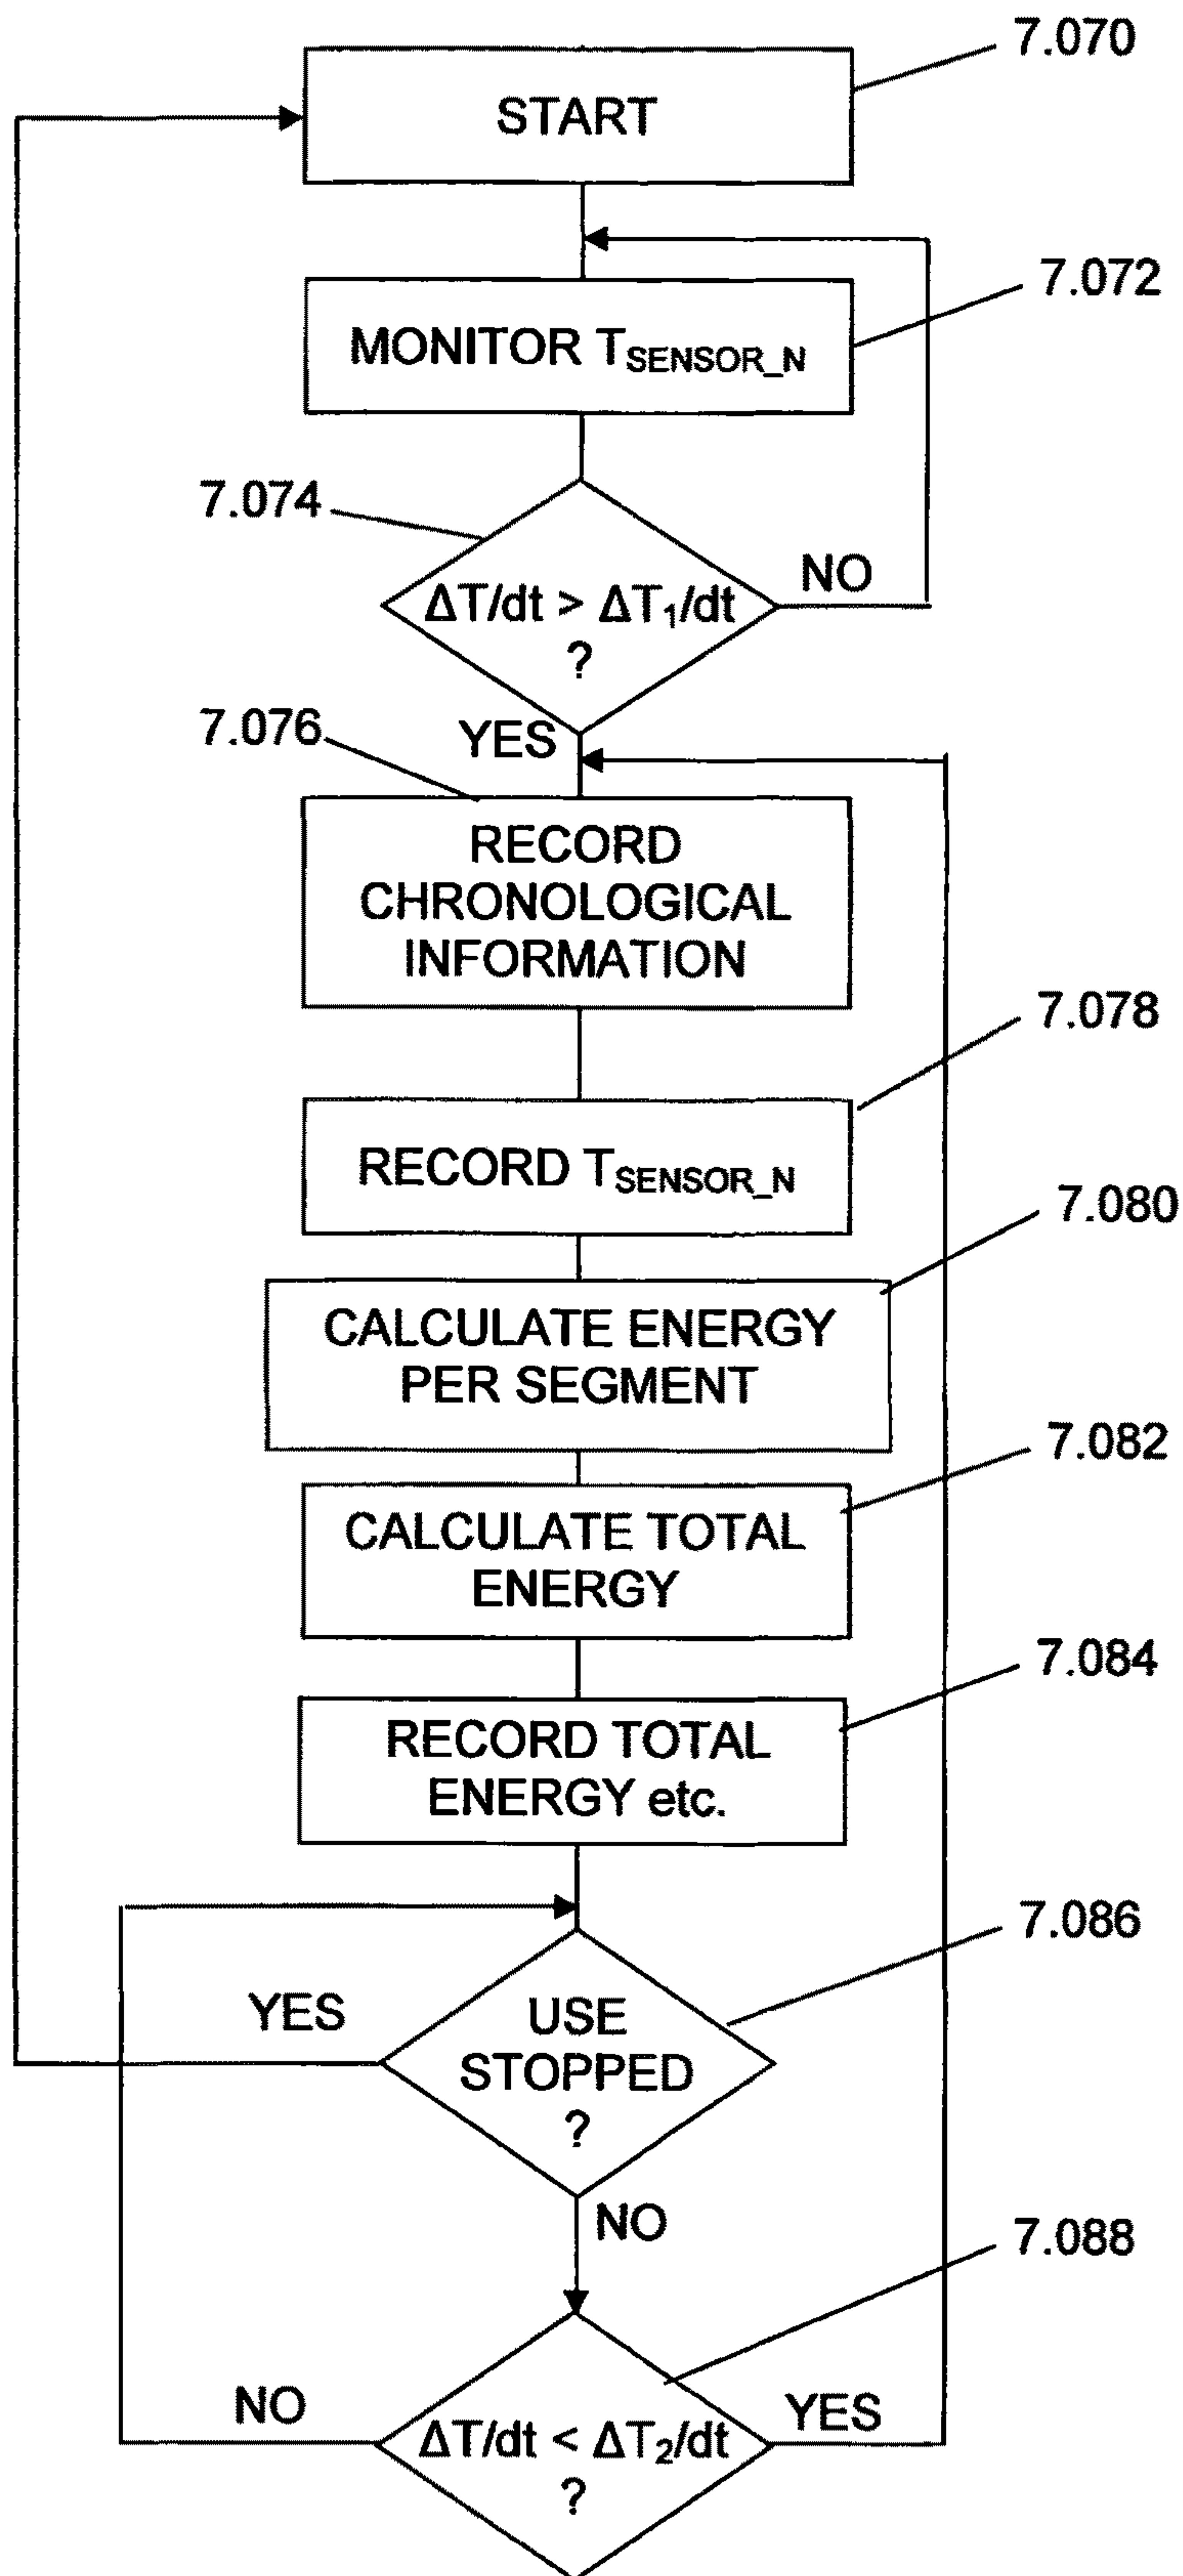 7.070
START
7.072
MONITOR T_SENSOR_N
7.074
ΔT/dt > ΔT₁/dt
?
NO
YES
7.076
RECORD
CHRONOLOGICAL
INFORMATION
7.078
RECORD T_SENSOR_N
7.080
CALCULATE ENERGY
PER SEGMENT
7.082
CALCULATE TOTAL
ENERGY
7.084
RECORD TOTAL
ENERGY etc.
7.086
YES
USE
STOPPED
?
NO
7.088
NO
ΔT/dt < ΔT₂/dt
?
YES